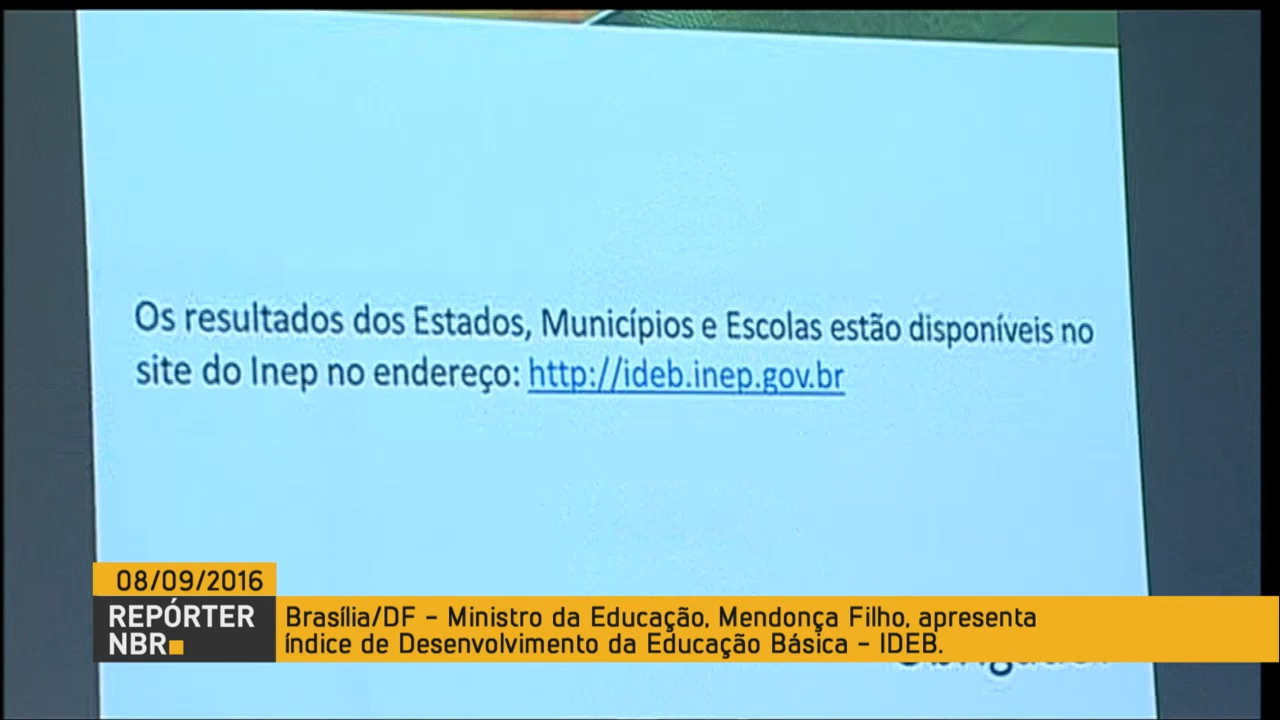 Os resultados dos Estados, Municípios e Escolas estão disponíveis no
site do Inep no endereço: http://ideb.inep.gov.br
08/09/2016
REPÓRTER
NBR
Brasília/DF - Ministro da Educação, Mendonça Filho, apresenta
índice de Desenvolvimento da Educação Básica - IDEB.